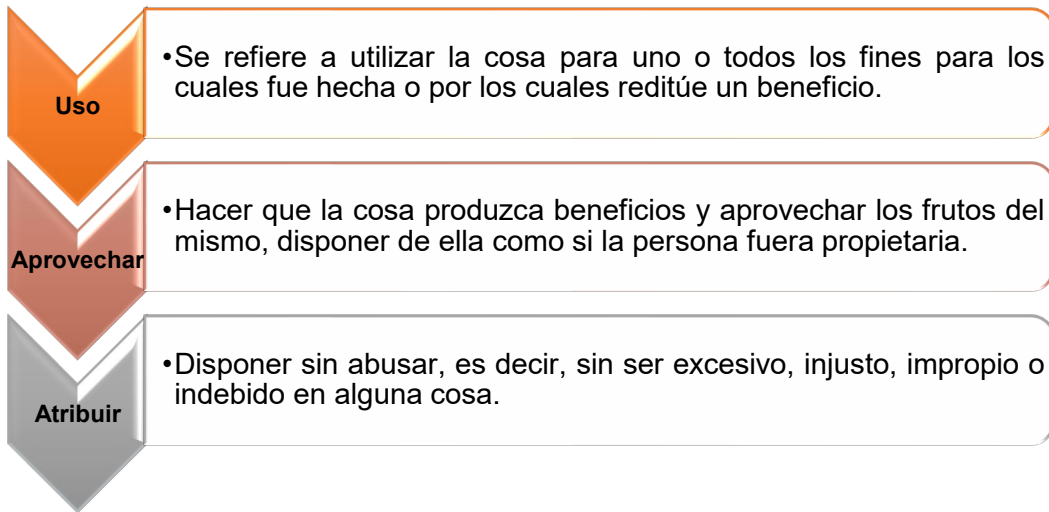 •Se refiere a utilizar la cosa para uno o todos los fines para los
cuales fue hecha o por los cuales reditúe un beneficio.
Uso
•Hacer que la cosa produzca beneficios y aprovechar los frutos del
mismo, disponer de ella como si la persona fuera propietaria.
Aprovechar
•Disponer sin abusar, es decir, sin ser excesivo, injusto, impropio o
indebido en alguna cosa.
Atribuir